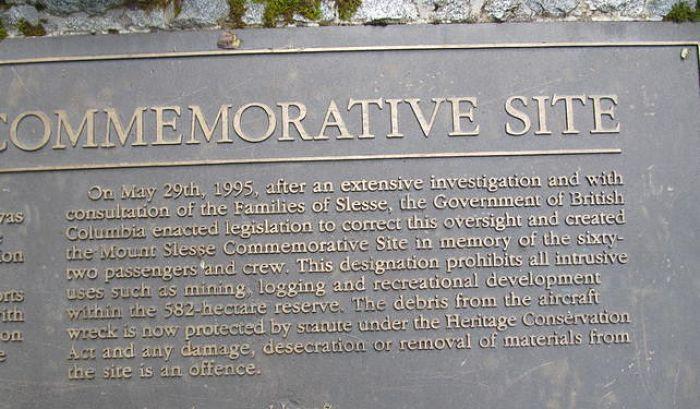 COMMEMORATIVE SITE
On May 29th, 1995, after an extensive investigation and with
consultation of the Families of Slesse, the Government of British
Columbia enacted legislation to correct this oversight and created
the Mount Slesse Commemorative Site in memory of the sixty-
two passengers and crew. This designation prohibits all intrusive
uses such as mining, logging and recreational development
within the 582-hectare reserve. The debris from the aircraft
wreck is now protected by statute under the Heritage Conservation
Act and any damage, desecration or removal of materials from
the site is an offence.